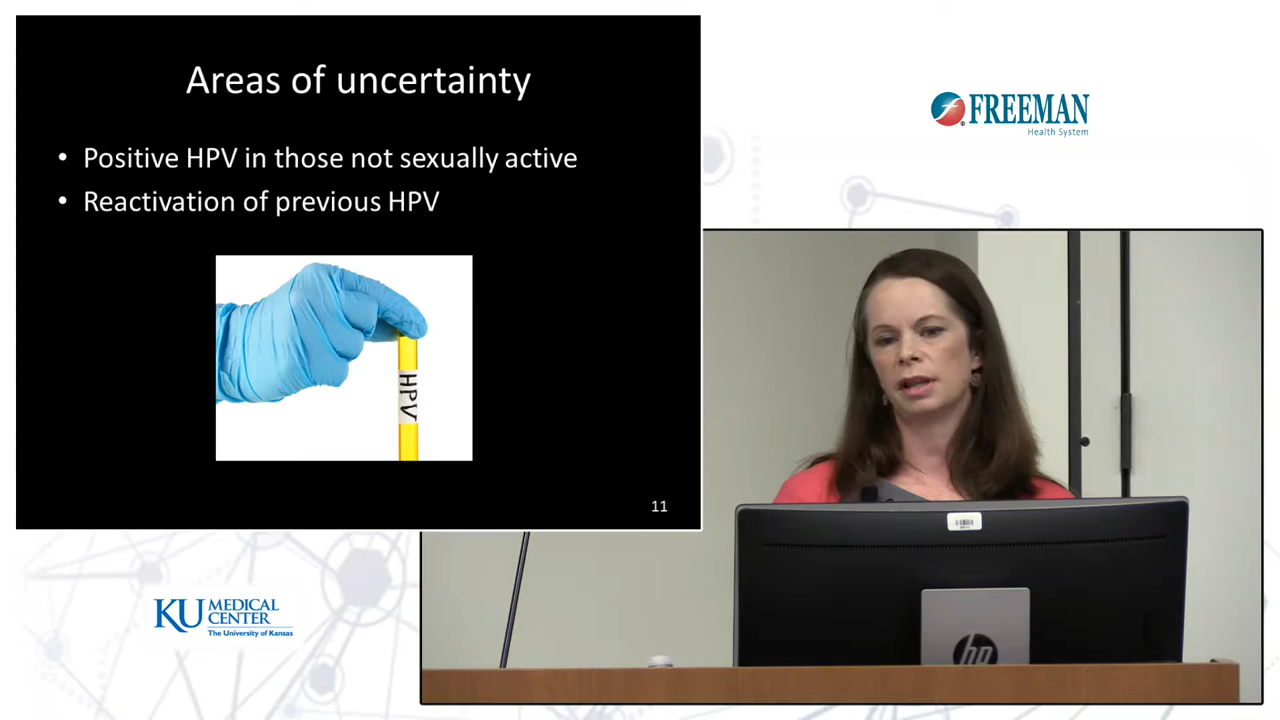 Areas of uncertainty
• Positive HPV in those not sexually active
• Reactivation of previous HPV
HPV
11
FREEMAN
Health System
KU MEDICAL
CENTER
The University of Kansas
hp